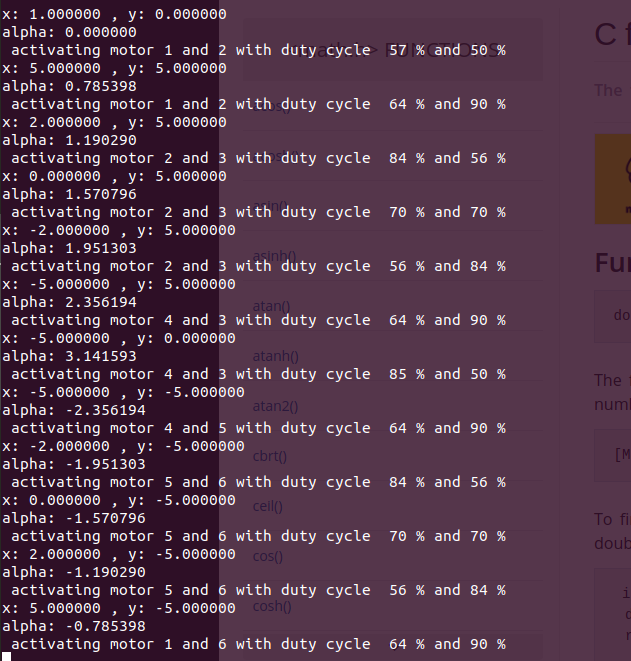 x: 1.000000 , y: 0.000000
alpha: 0.000000
activating motor 1 and 2 with duty cycle 57 % and 50 %
x: 5.000000 , y: 5.000000
alpha: 0.785398
activating motor 1 and 2 with duty cycle 64 % and 90 %
x: 2.000000 , y: 5.000000
alpha: 1.190290
activating motor 2 and 3 with duty cycle 84 % and 56 %
x: 0.000000 , y: 5.000000
alpha: 1.570796
activating motor 2 and 3 with duty cycle 70 % and 70 %
x: -2.000000 , y: 5.000000
alpha: 1.951303
activating motor 2 and 3 with duty cycle 56 % and 84 %
x: -5.000000 , y: 5.000000
alpha: 2.356194
activating motor 4 and 3 with duty cycle 64 % and 90 %
x: -5.000000 , y: 0.000000
alpha: 3.141593
activating motor 4 and 3 with duty cycle 85 % and 50 %
x: -5.000000 , y: -5.000000
alpha: -2.356194
activating motor 4 and 5 with duty cycle 64 % and 90 %
x: -2.000000 , y: -5.000000
alpha: -1.951303
activating motor 5 and 6 with duty cycle 84 % and 56 %
x: 0.000000 , y: -5.000000
alpha: -1.570796
activating motor 5 and 6 with duty cycle 70 % and 70 %
x: 2.000000 , y: -5.000000
alpha: -1.190290
activating motor 5 and 6 with duty cycle 56 % and 84 %
x: 5.000000 , y: -5.000000
alpha: -0.785398
activating motor 1 and 6 with duty cycle 64 % and 90 %
asinh()
atan()
atanh()
atan2()
cbrt()
ceil()
cos()
cosh()
C f
The
Fu
do
The
numb
[M
To fi
doub
i
d
r